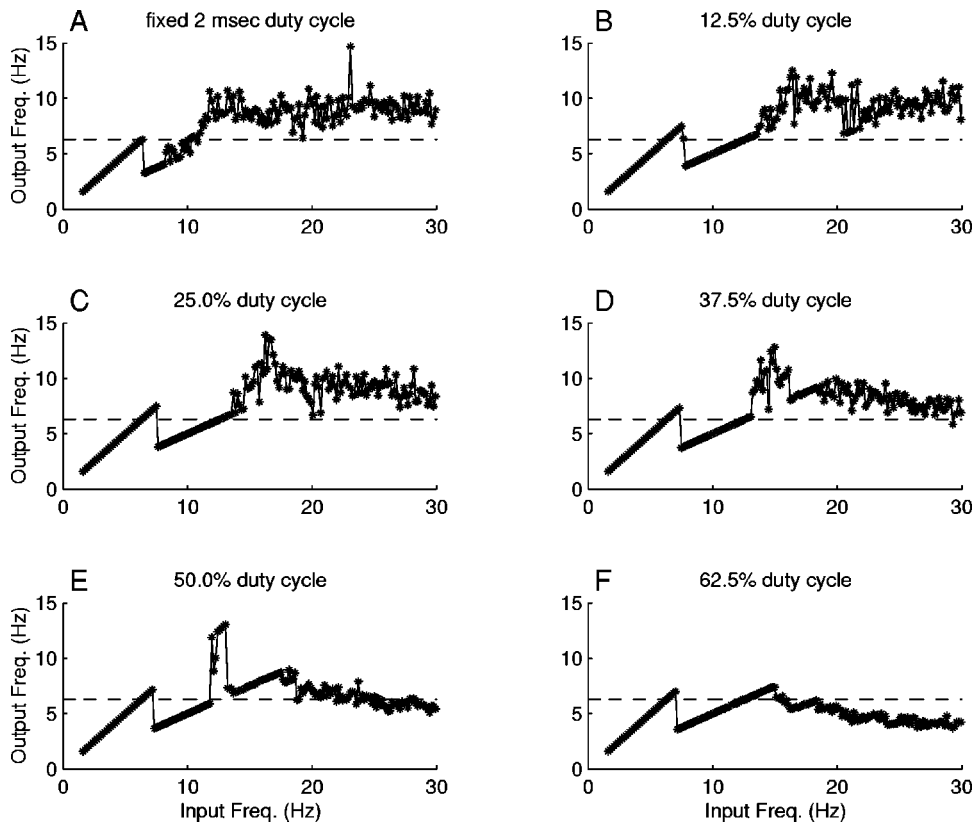 A fixed 2 msec duty cycle
15
10
5
0
0 10 20 30
Output Freq. (Hz)
B 12.5% duty cycle
15
10
5
0
0 10 20 30
C 25.0% duty cycle
15
10
5
0
0 10 20 30
Output Freq. (Hz)
D 37.5% duty cycle
15
10
5
0
0 10 20 30
E 50.0% duty cycle
15
10
5
0
0 10 20 30
Output Freq. (Hz)
Input Freq. (Hz)
F 62.5% duty cycle
15
10
5
0
0 10 20 30
Input Freq. (Hz)